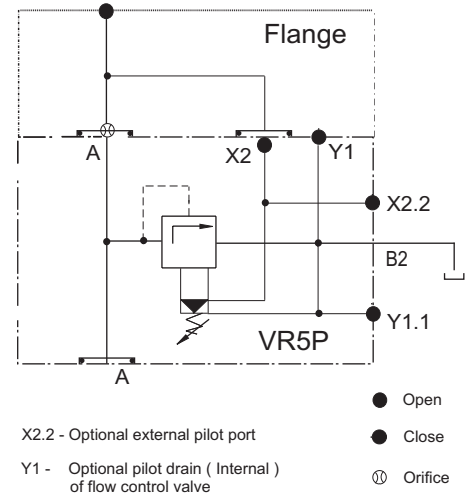 Flange
A
X2
Y1
X2.2
B2
Y1.1
VR5P
A
Open
X2.2 - Optional external pilot port
Close
Y1 - Optional pilot drain ( Internal )
of flow control valve
Orifice